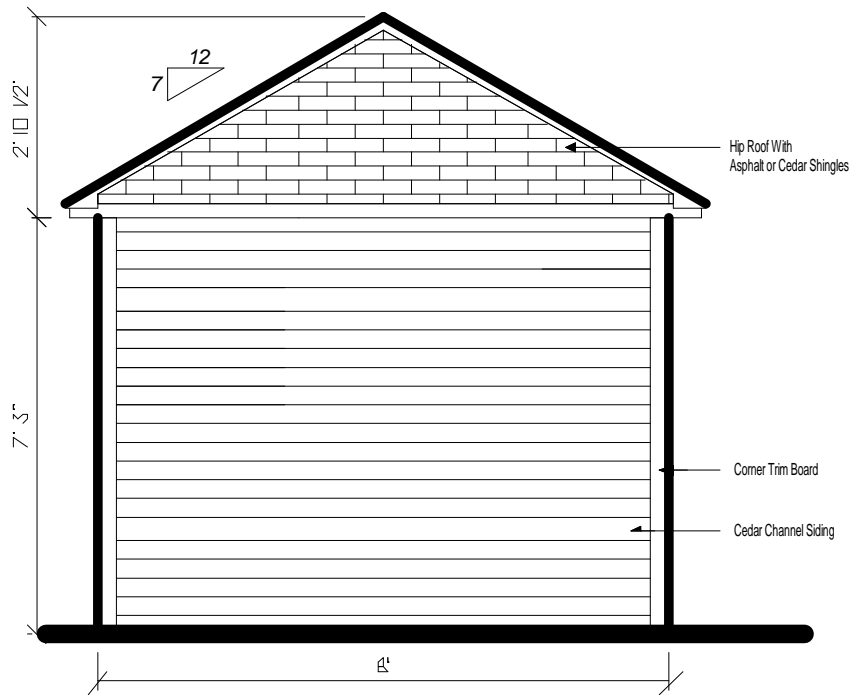 12
7
2' 10 1/2"
Hip Roof With
Asphalt or Cedar Shingles
7' 3"
Corner Trim Board
Cedar Channel Siding
8'